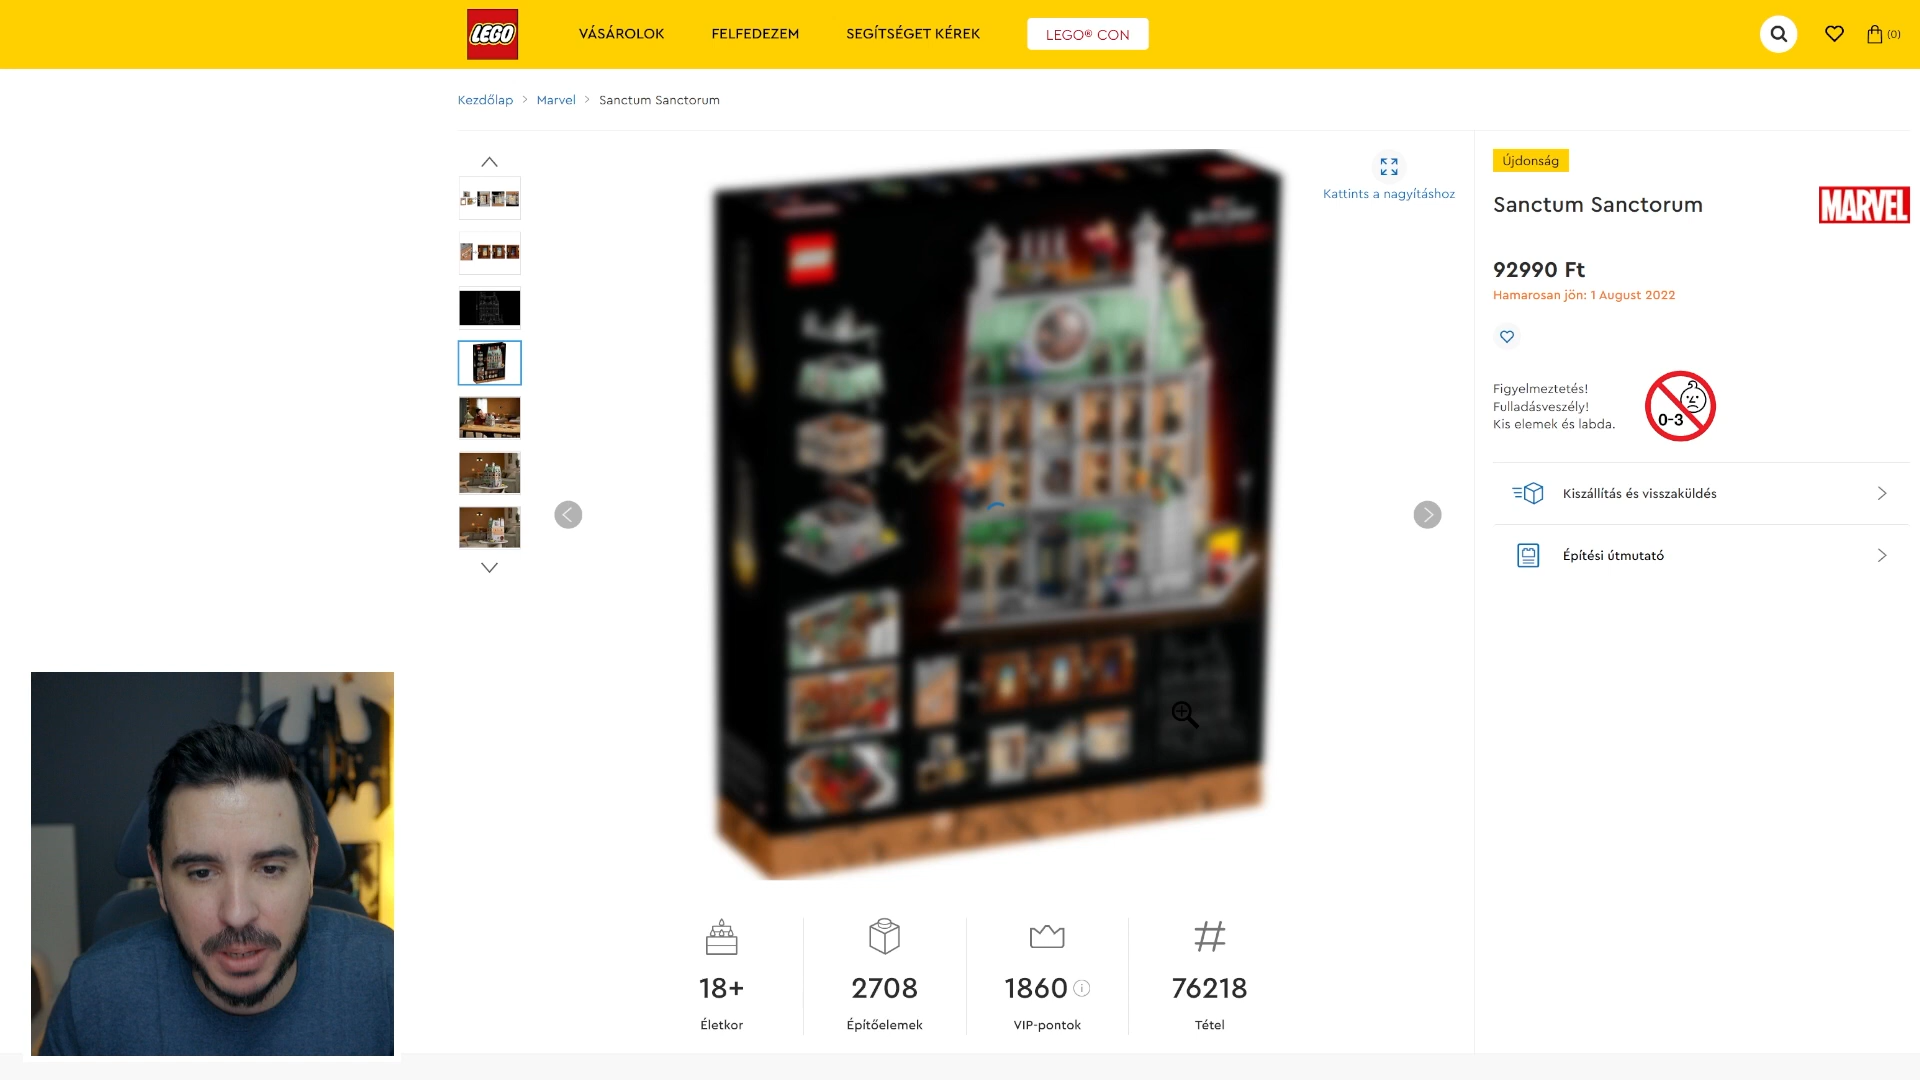 LEGO
VÁSÁROLOK
FELFEDEZEM
SEGÍTSÉGET KÉREK
LEGO® CON
(0)
Kezdőlap > Marvel > Sanctum Sanctorum
Kattints a nagyításhoz
Újdonság
Sanctum Sanctorum
MARVEL
92990 Ft
Hamarosan jön: 1 August 2022
Figyelmeztetés!
Fulladásveszély!
Kis elemek és labda.
0-3
Kiszállítás és visszaküldés
Építési útmutató
18+
Életkor
2708
Építőelemek
1860
VIP-pontok
#
76218
Tétel